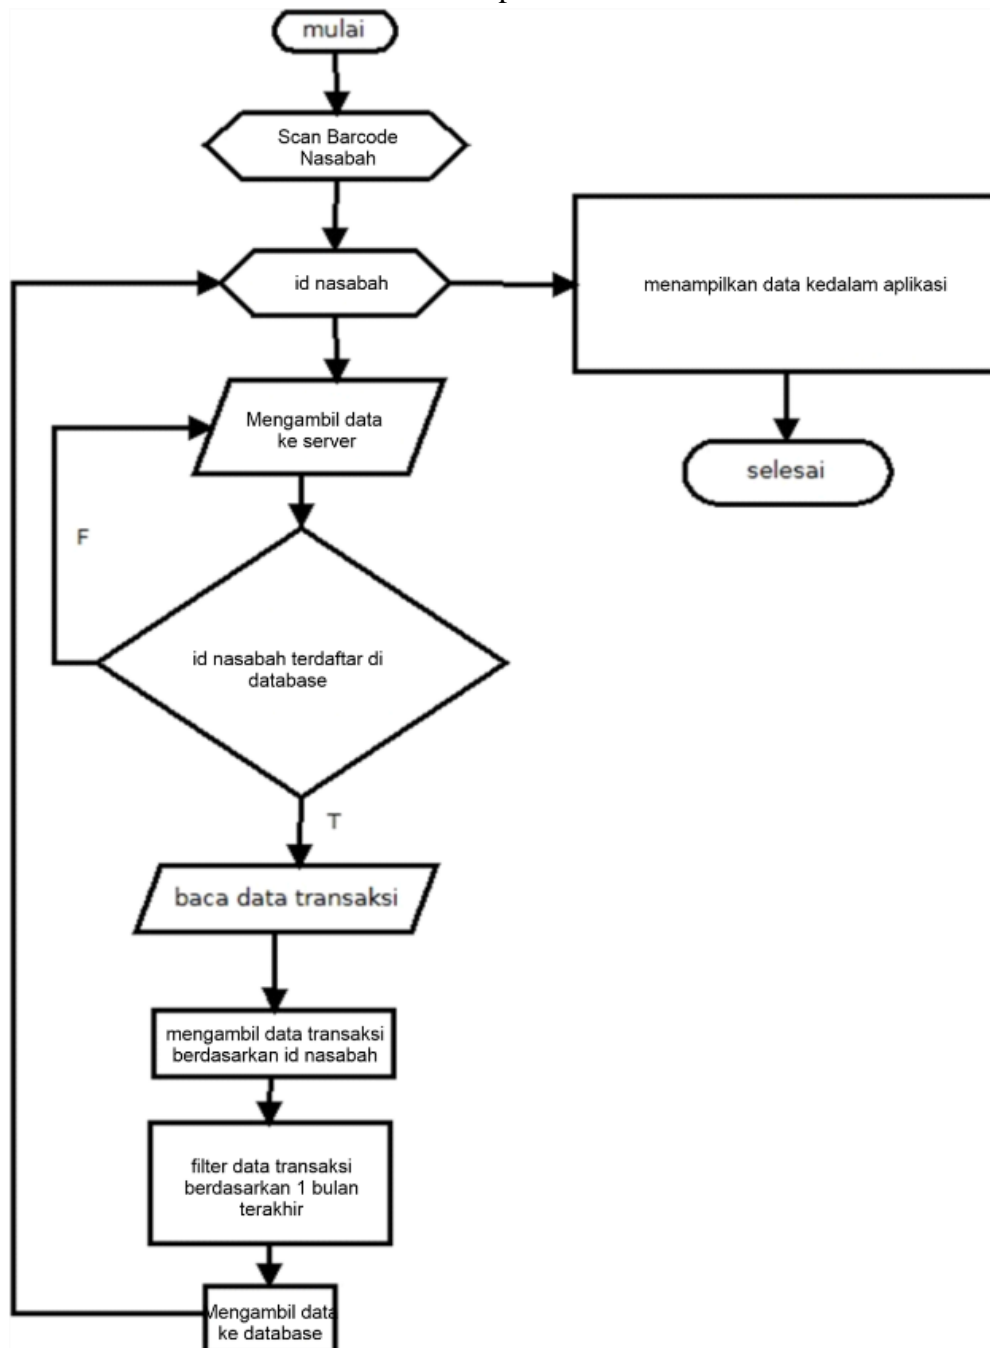 mulai
Scan Barcode
Nasabah
id nasabah
menampilkan data kedalam aplikasi
Mengambil data
ke server
selesai
F
id nasabah terdaftar di
database
T
baca data transaksi
mengambil data transaksi
berdasarkan id nasabah
filter data transaksi
berdasarkan 1 bulan
terakhir
Mengambil data
ke database